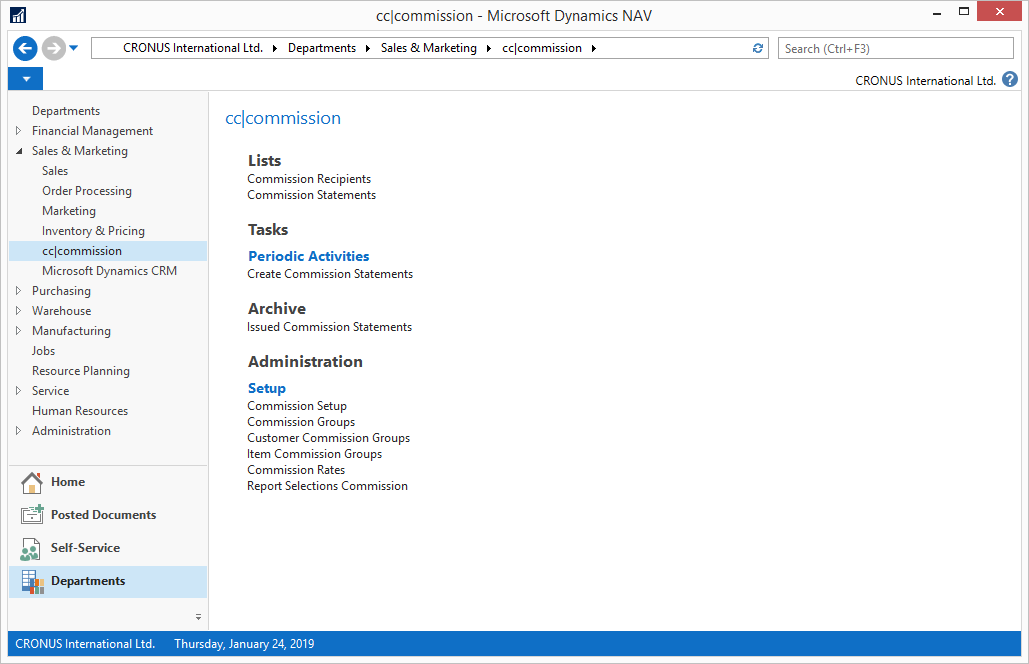 cc|commission - Microsoft Dynamics NAV
CRONUS International Ltd. Departments Sales & Marketing cc|commission
Search (Ctrl+F3)
CRONUS International Ltd.
Departments
Financial Management
Sales & Marketing
Sales
Order Processing
Marketing
Inventory & Pricing
cc|commission
Microsoft Dynamics CRM
Purchasing
Warehouse
Manufacturing
Jobs
Resource Planning
Service
Human Resources
Administration
Home
Posted Documents
Self-Service
Departments
cc|commission
Lists
Commission Recipients
Commission Statements
Tasks
Periodic Activities
Create Commission Statements
Archive
Issued Commission Statements
Administration
Setup
Commission Setup
Commission Groups
Customer Commission Groups
Item Commission Groups
Commission Rates
Report Selections Commission
CRONUS International Ltd. Thursday, January 24, 2019